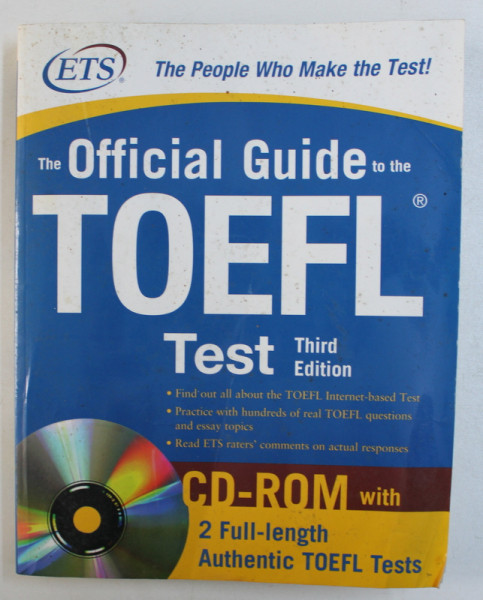 ETS®
The People Who Make the Test!
The Official Guide to the
TOEFL®
Test Third Edition
• Find out all about the TOEFL Internet-based Test
• Practice with hundreds of real TOEFL questions
and essay topics
• Read ETS raters' comments on actual responses
CD-ROM with
2 Full-length
Authentic TOEFL Tests